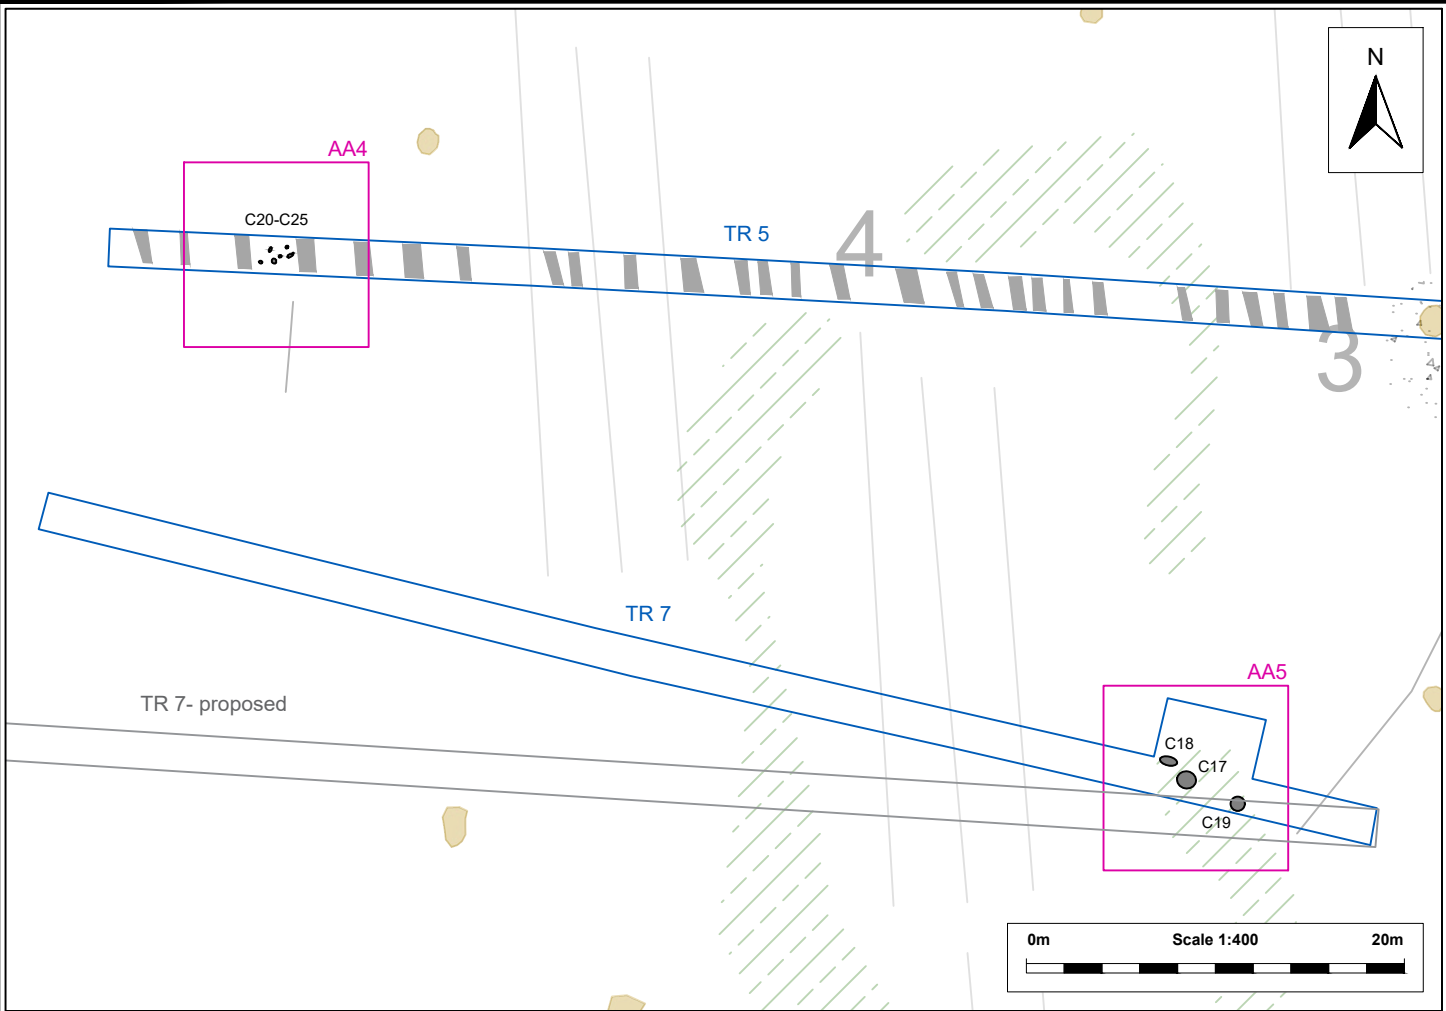 N
AA4
C20-C25
TR 5
4
3
TR 7
AA5
TR 7- proposed
C18
C17
C19
0m Scale 1:400 20m